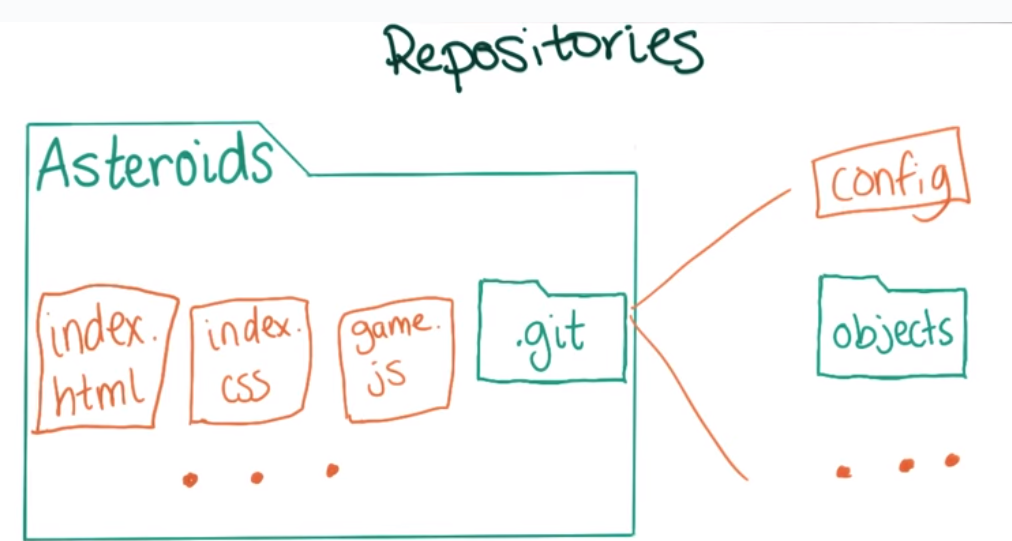 Repositories
Asteroids
config
index.
html
index.
css
game.
js
.git
objects